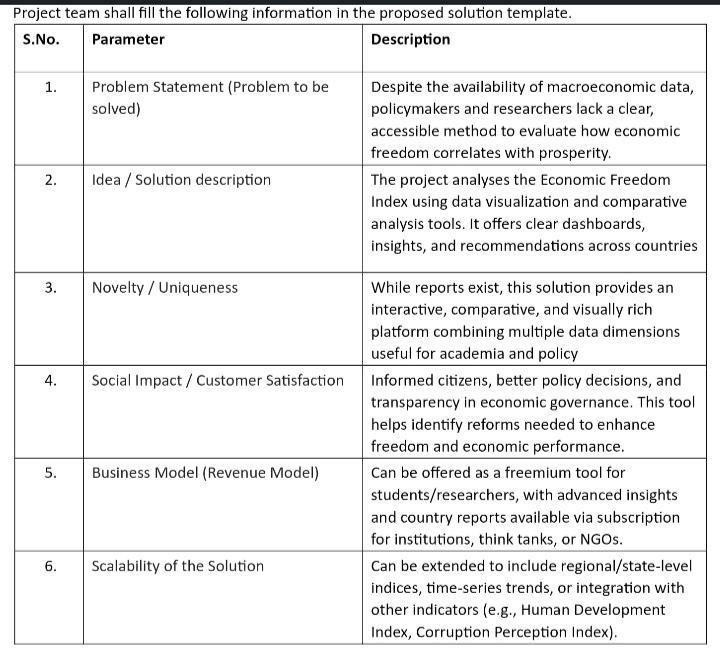 Project team shall fill the following information in the proposed solution template.
S.No. Parameter Description
1. Problem Statement (Problem to be Despite the availability of macroeconomic data,
solved) policymakers and researchers lack a clear,
accessible method to evaluate how economic
freedom correlates with prosperity.
2. Idea / Solution description The project analyses the Economic Freedom
Index using data visualization and comparative
analysis tools. It offers clear dashboards,
insights, and recommendations across countries
3. Novelty / Uniqueness While reports exist, this solution provides an
interactive, comparative, and visually rich
platform combining multiple data dimensions
useful for academia and policy
4. Social Impact / Customer Satisfaction Informed citizens, better policy decisions, and
transparency in economic governance. This tool
helps identify reforms needed to enhance
freedom and economic performance.
5. Business Model (Revenue Model) Can be offered as a freemium tool for
students/researchers, with advanced insights
and country reports available via subscription
for institutions, think tanks, or NGOs.
6. Scalability of the Solution Can be extended to include regional/state-level
indices, time-series trends, or integration with
other indicators (e.g., Human Development
Index, Corruption Perception Index).